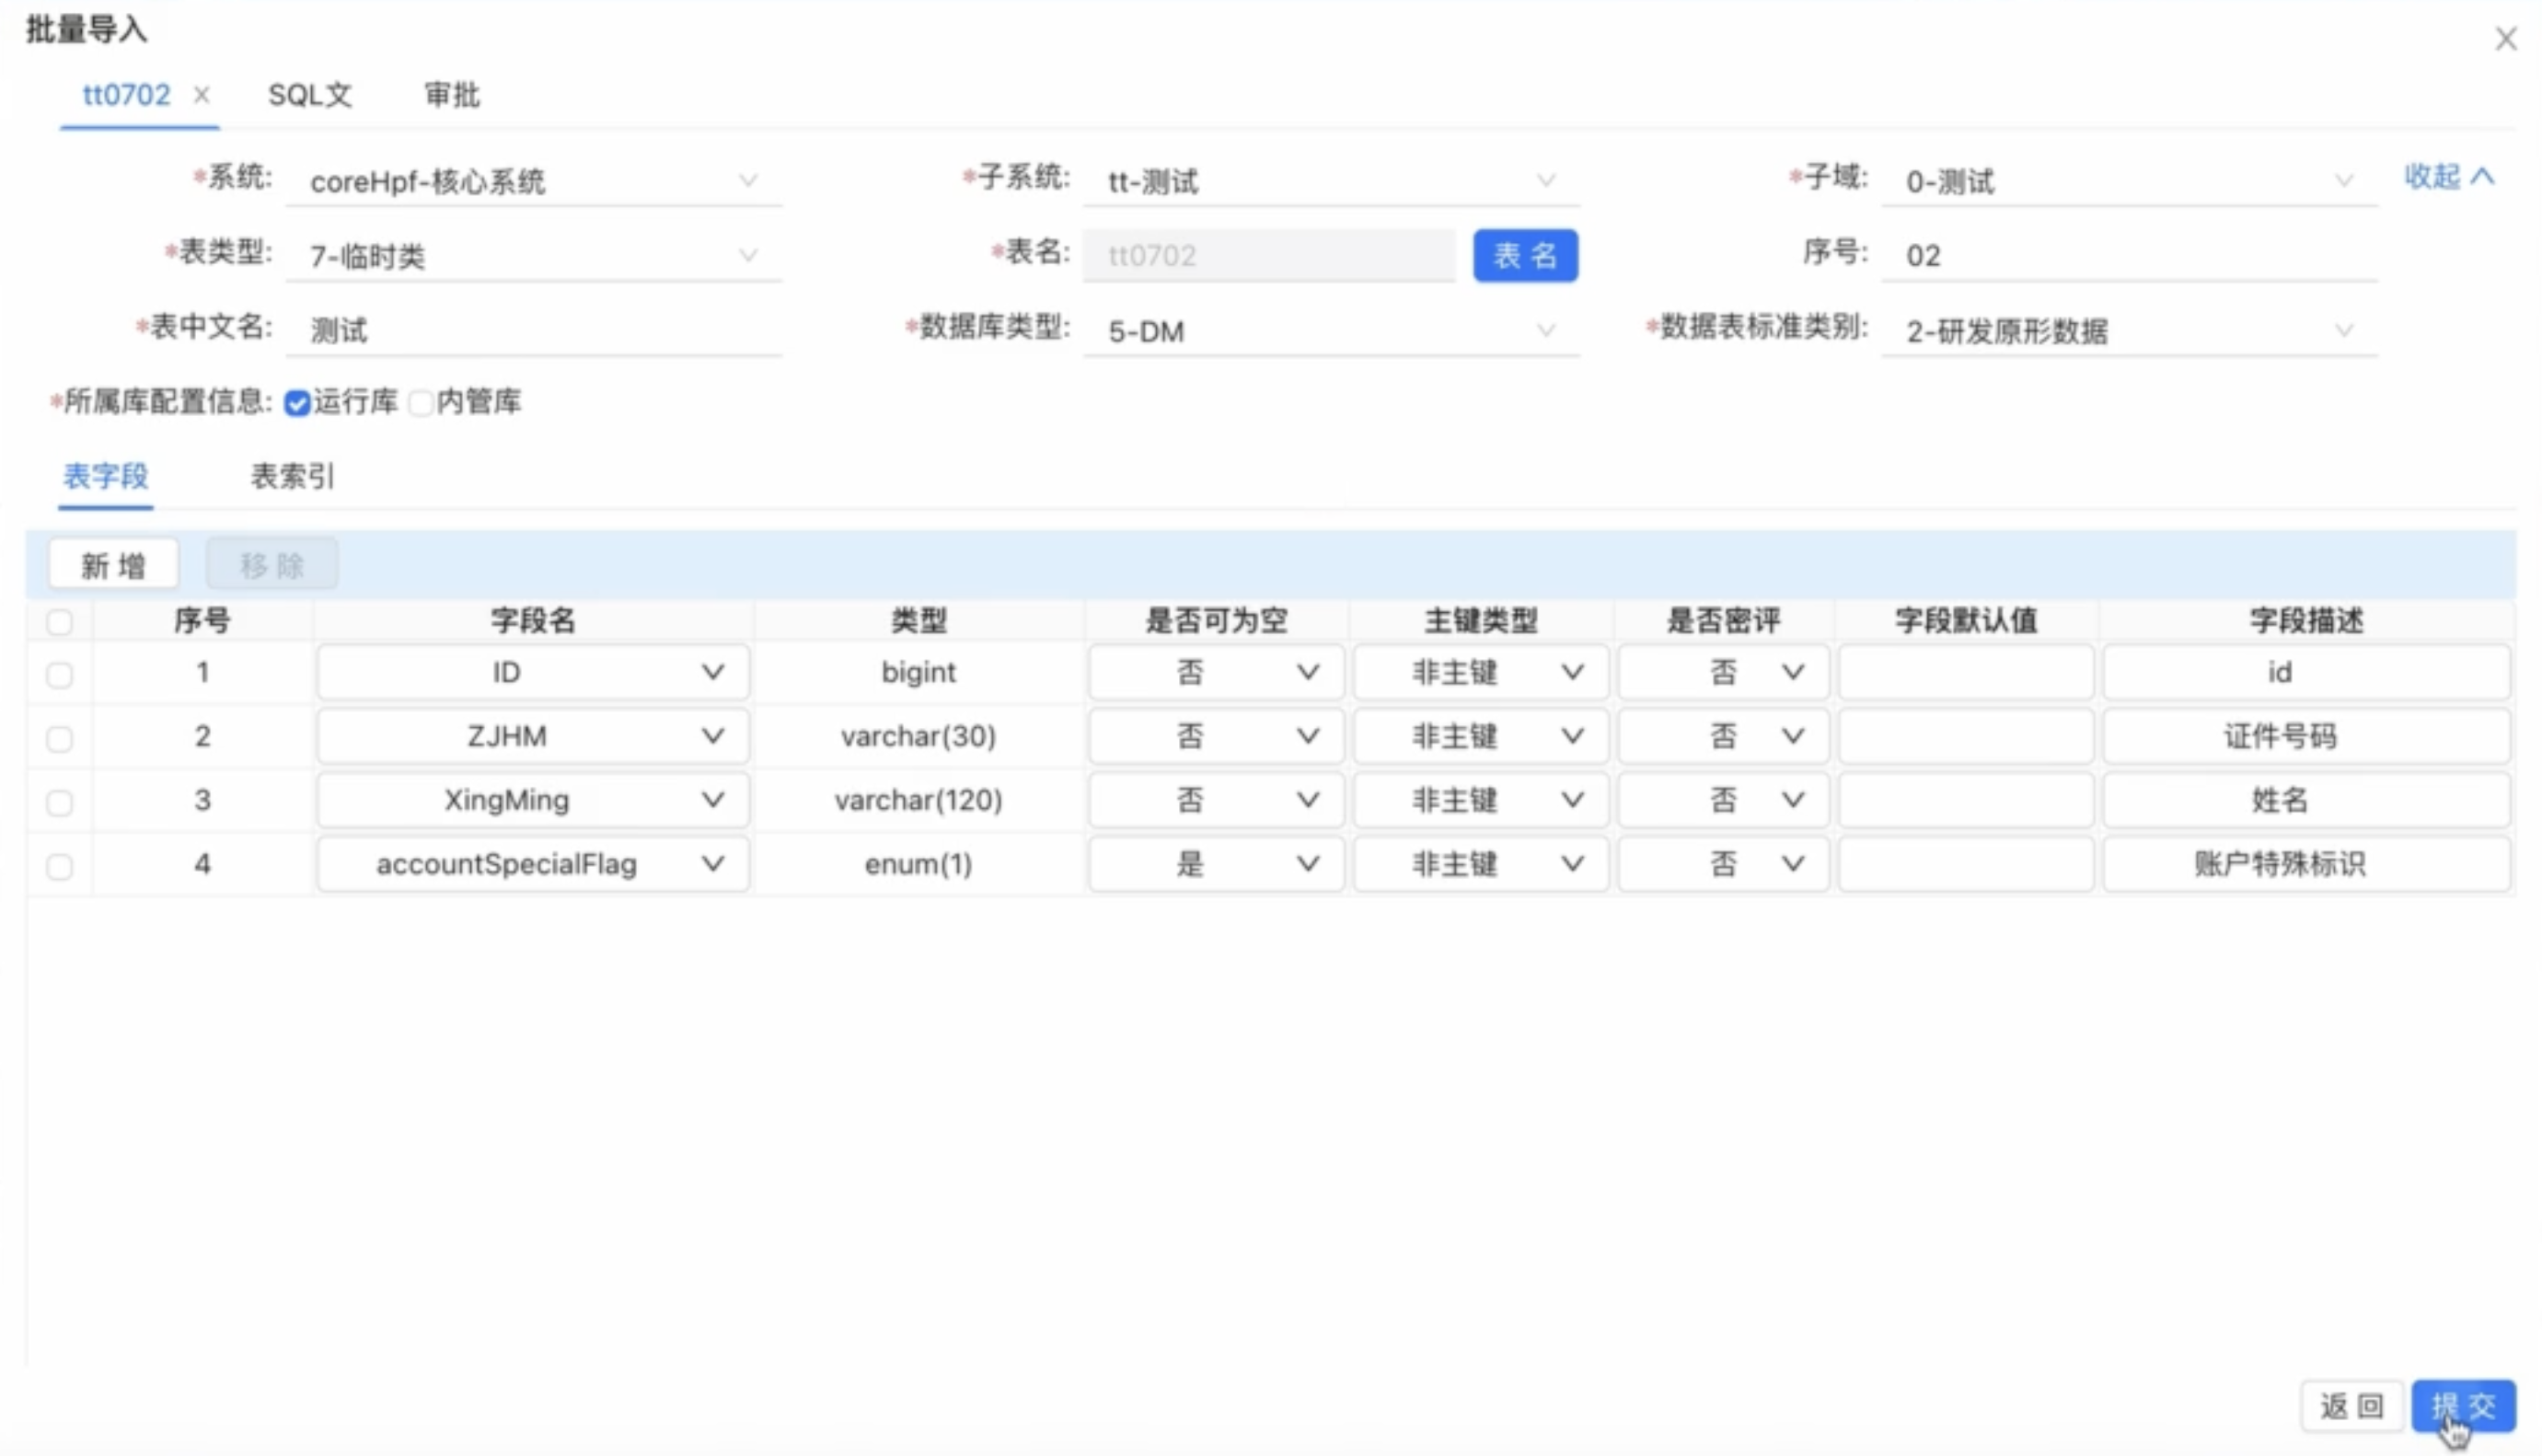 批量导入
tt0702 SQL文 审批
*系统: coreHpf-核心系统 *子系统: tt-测试 *子域: 0-测试 收起
*表类型: 7-临时类 *表名: tt0702 表 名 序号: 02
*表中文名: 测试 *数据库类型: 5-DM *数据表标准类别: 2-研发原形数据
*所属库配置信息: 运行库 内管库
表字段 表索引
新 增 移 除
序号 字段名 类型 是否可为空 主键类型 是否密评 字段默认值 字段描述
1 ID bigint 否 非主键 否 id
2 ZJHM varchar(30) 否 非主键 否 证件号码
3 XingMing varchar(120) 否 非主键 否 姓名
4 accountSpecialFlag enum(1) 是 非主键 否 账户特殊标识
返 回 提 交